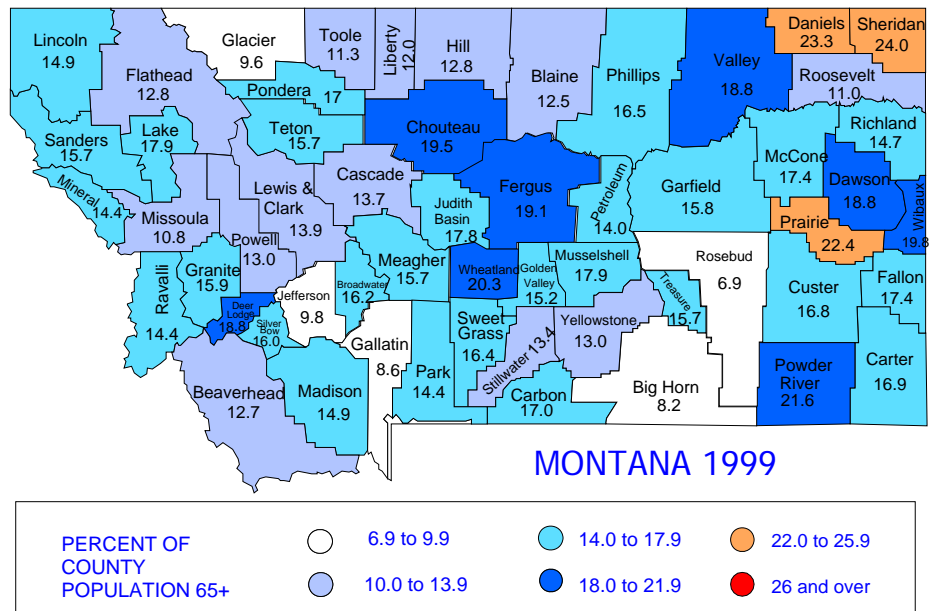 Lincoln
14.9
Flathead
12.8
Glacier
9.6
Toole
11.3
Liberty
12.0
Hill
12.8
Blaine
12.5
Phillips
16.5
Valley
18.8
Daniels
23.3
Sheridan
24.0
Roosevelt
11.0
Pondera 17
Teton
15.7
Chouteau
19.5
Richland
14.7
Sanders
15.7
Lake
17.9
Mineral 14.4
Missoula
10.8
Lewis &
Clark
13.9
Cascade
13.7
Judith
Basin
17.8
Fergus
19.1
Petroleum
14.0
Garfield
15.8
McCone
17.4
Dawson
18.8
Wibaux
19.8
Prairie
22.4
Powell
13.0
Granite
15.9
Ravalli
14.4
Deer
Lodge
18.8
Silver
Bow
16.0
Jefferson
9.8
Broadwater
16.2
Meagher
15.7
Wheatland
20.3
Golden
Valley
15.2
Musselshell
17.9
Treasure
15.7
Rosebud
6.9
Custer
16.8
Fallon
17.4
Beaverhead
12.7
Madison
14.9
Gallatin
8.6
Park
14.4
Sweet
Grass
16.4
Stillwater 13.4
Yellowstone
13.0
Carbon
17.0
Big Horn
8.2
Powder
River
21.6
Carter
16.9
MONTANA 1999
PERCENT OF
COUNTY
POPULATION 65+
6.9 to 9.9
10.0 to 13.9
14.0 to 17.9
18.0 to 21.9
22.0 to 25.9
26 and over